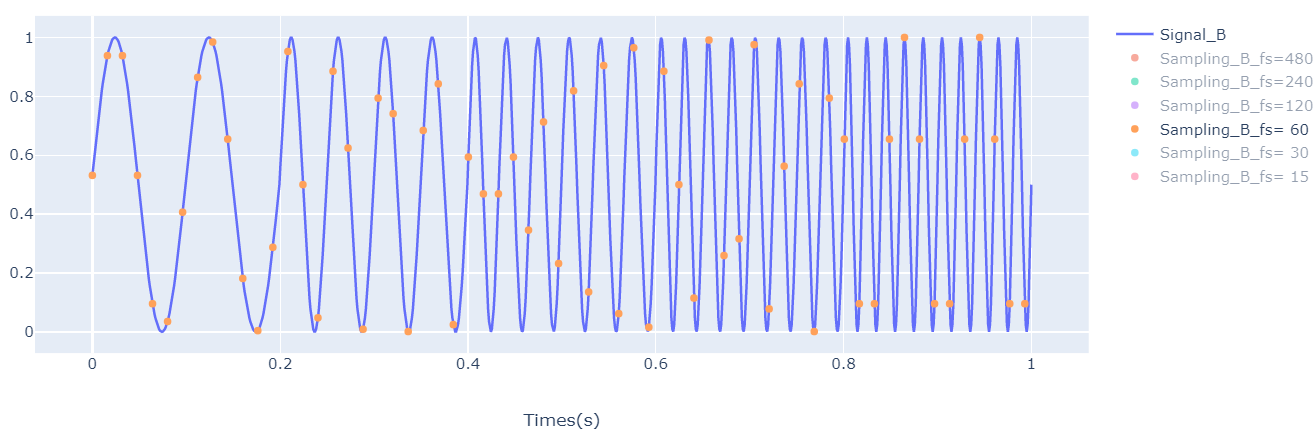 1
0.8
0.6
0.4
0.2
0
0 0.2 0.4 0.6 0.8 1
Times(s)
Signal_B
Sampling_B_fs=480
Sampling_B_fs=240
Sampling_B_fs=120
Sampling_B_fs= 60
Sampling_B_fs= 30
Sampling_B_fs= 15